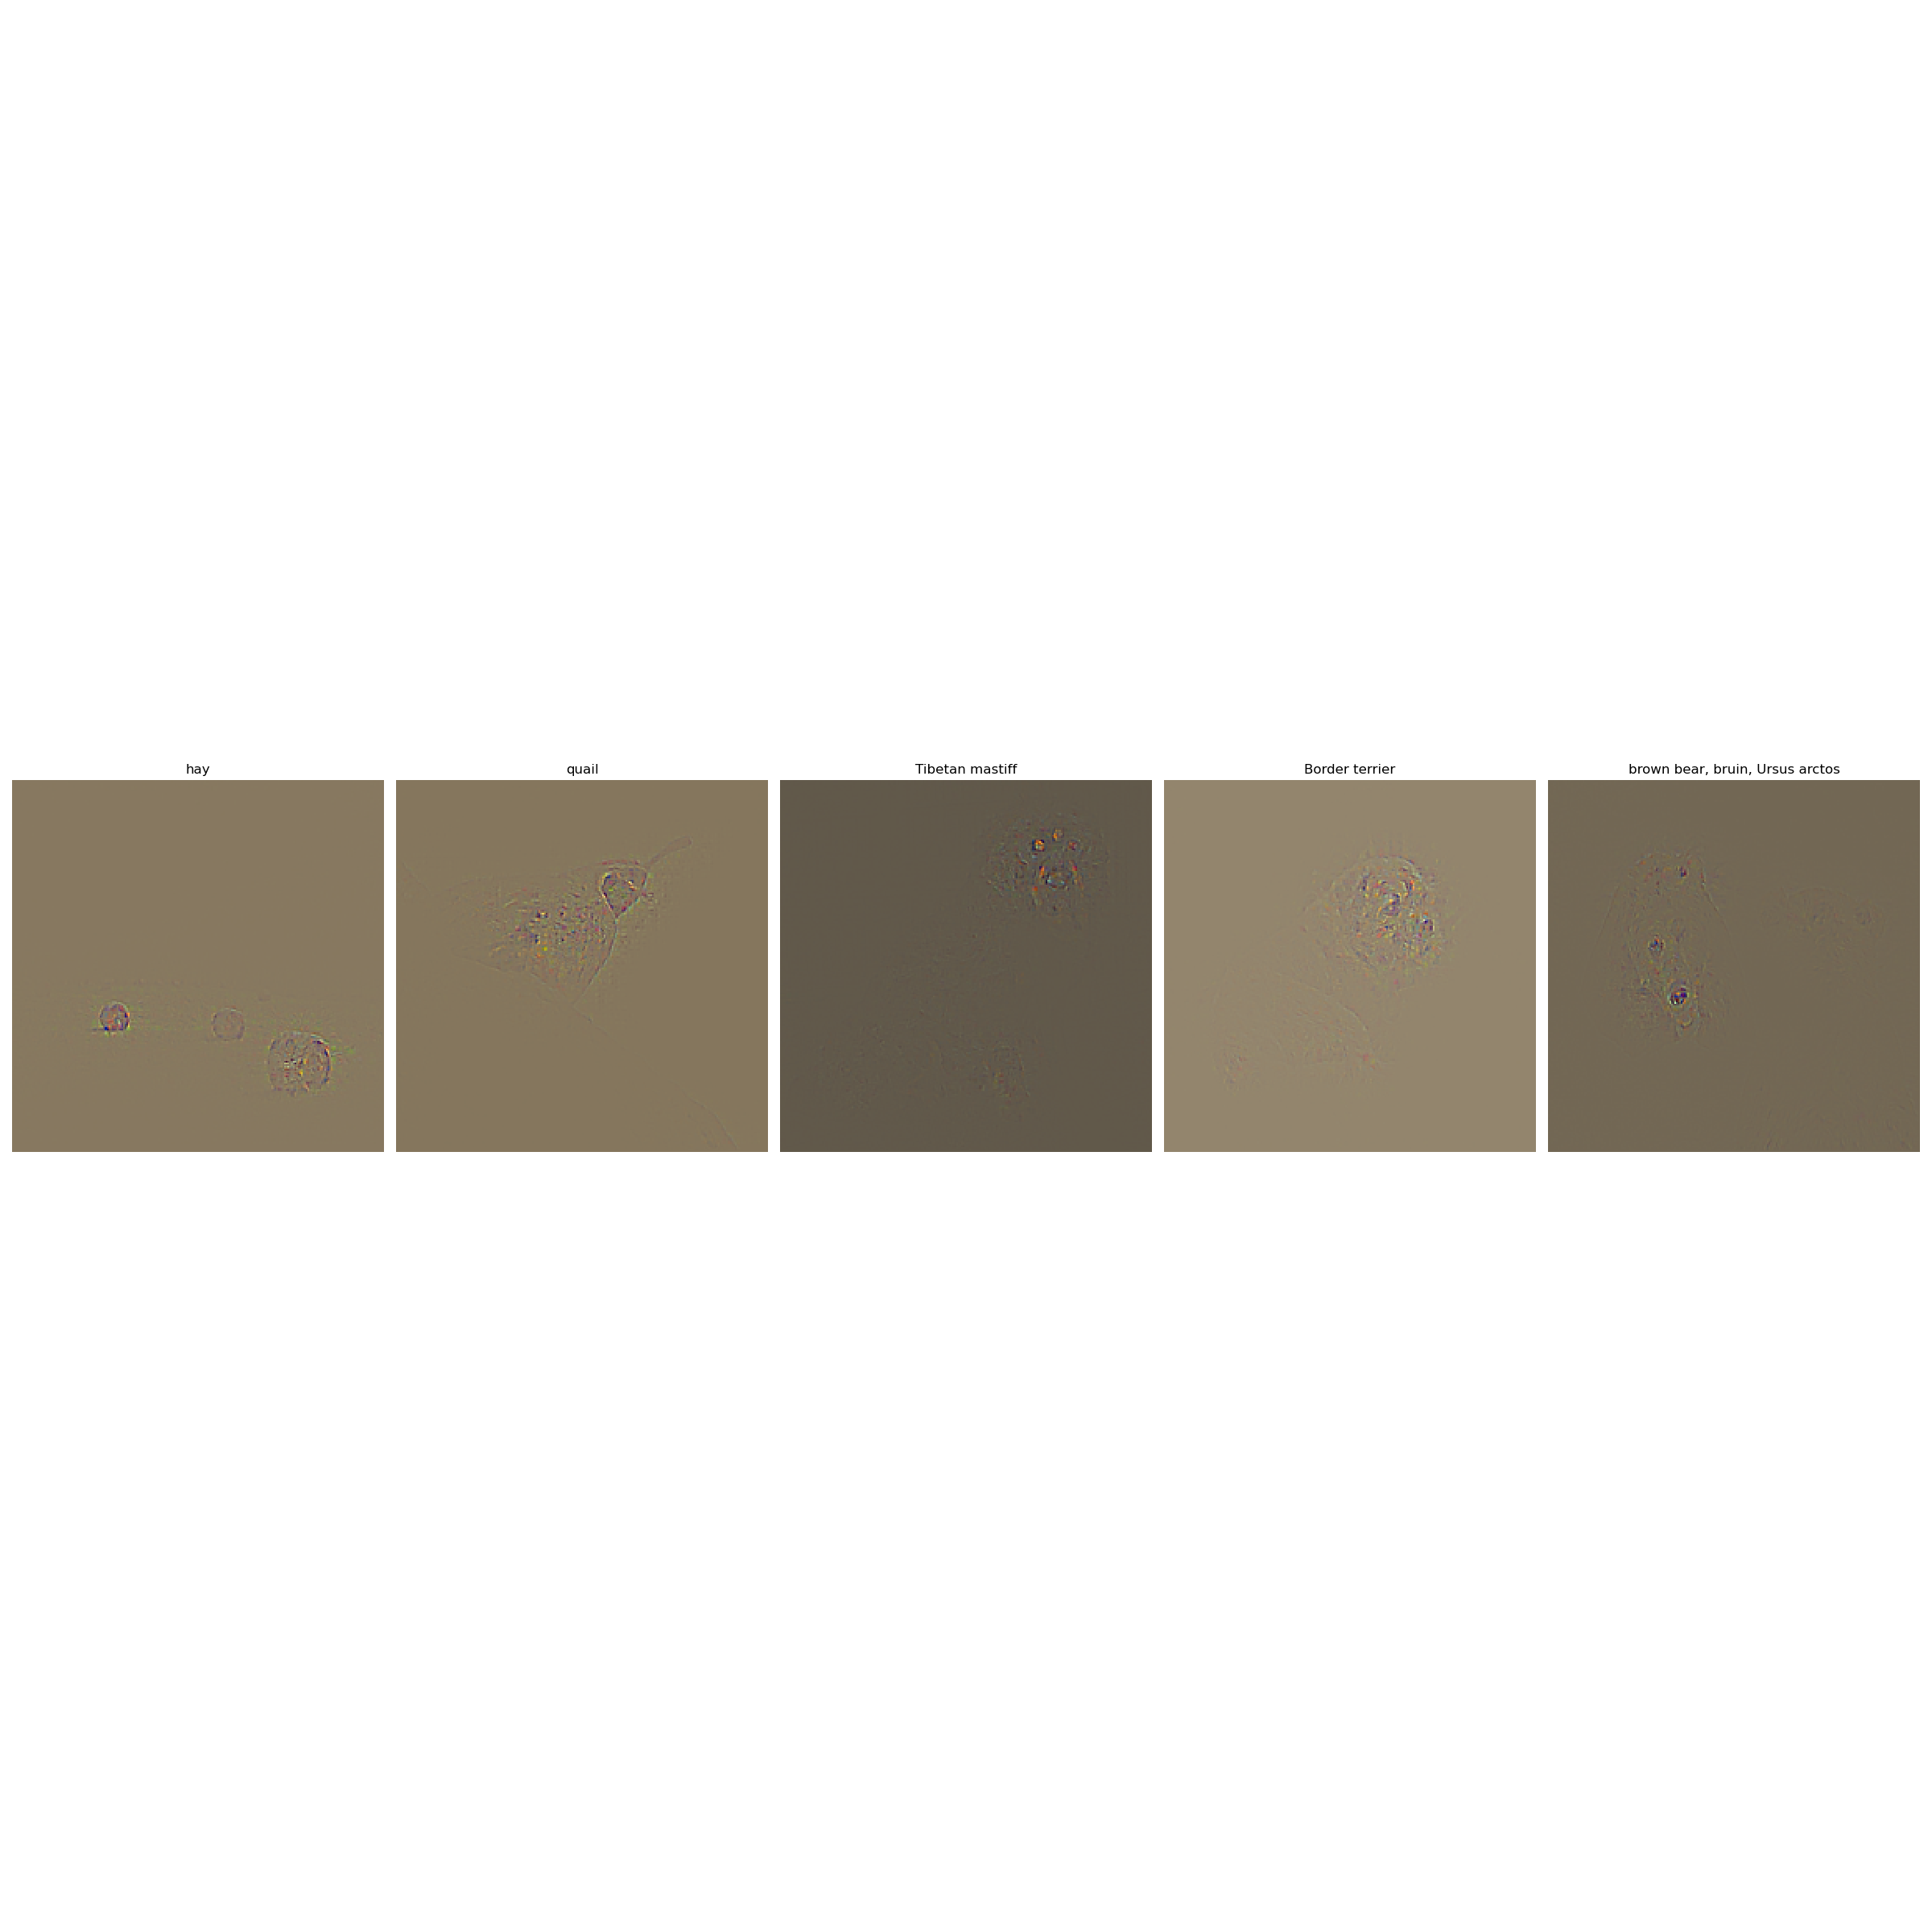 hay
quail
Tibetan mastiff
Border terrier
brown bear, bruin, Ursus arctos